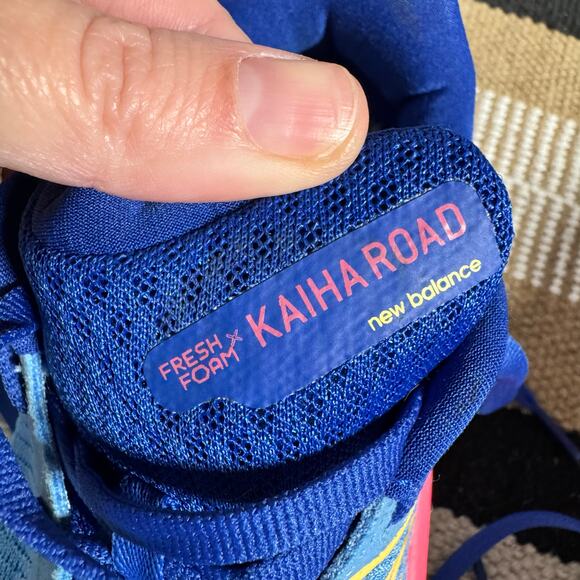 FRESH
FOAM X
KAIHA ROAD
new balance